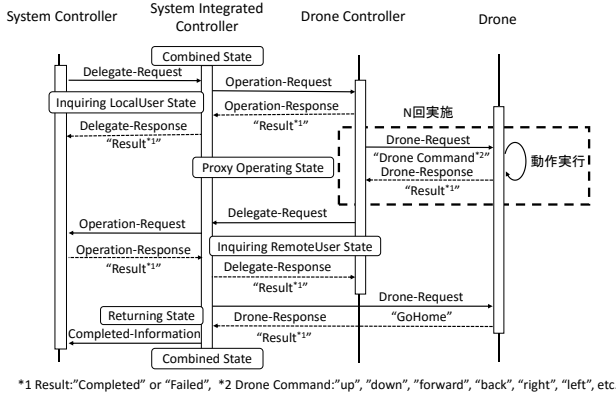 System Controller
System Integrated
Controller
Drone Controller
Drone
Combined State
Delegate-Request
Operation-Request
Inquiring LocalUser State
Operation-Response
"Result*1"
N回実施
Delegate-Response
"Result*1"
Drone-Request
"Drone Command*2"
Drone-Response
"Result*1"
動作実行
Proxy Operating State
Delegate-Request
Operation-Request
Inquiring RemoteUser State
Operation-Response
"Result*1"
Delegate-Response
"Result*1"
Drone-Request
"GoHome"
Returning State
Drone-Response
"Result*1"
Completed-Information
Combined State
*1 Result:"Completed" or "Failed", *2 Drone Command:"up", "down", "forward", "back", "right", "left", etc.